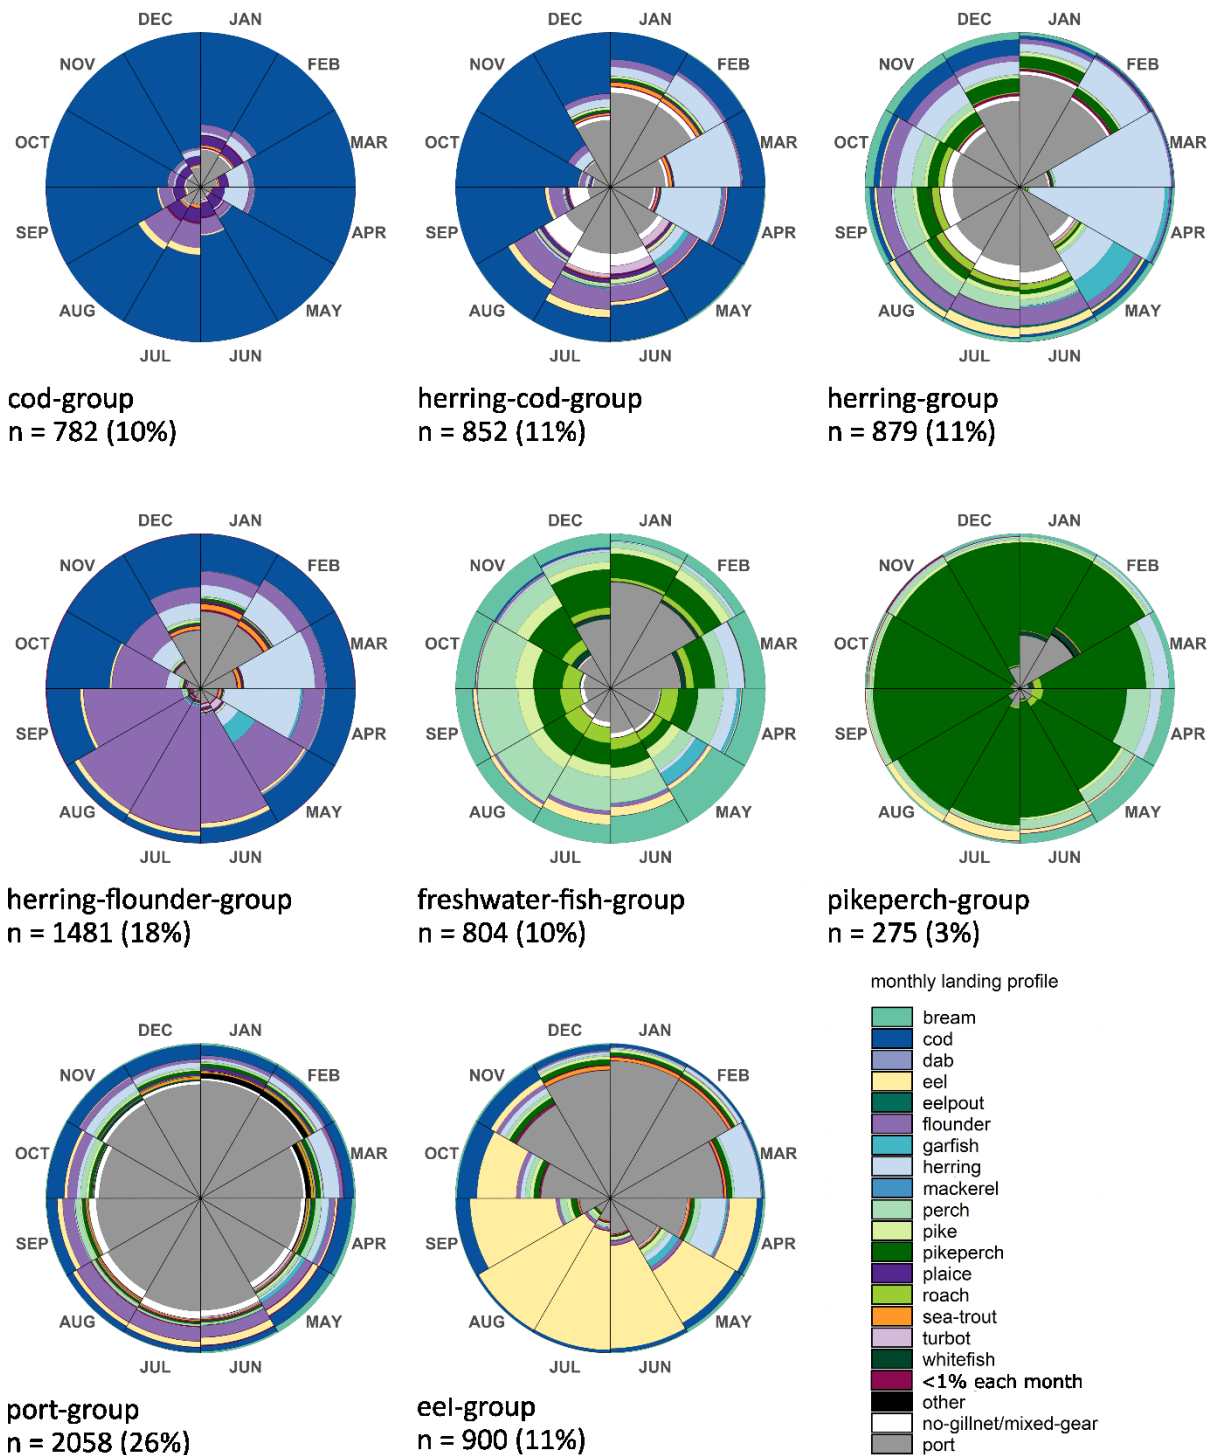 DEC JAN
NOV FEB
OCT MAR
SEP APR
AUG MAY
JUL JUN
cod-group
n = 782 (10%)
DEC JAN
NOV FEB
OCT MAR
SEP APR
AUG MAY
JUL JUN
herring-cod-group
n = 852 (11%)
DEC JAN
NOV FEB
OCT MAR
SEP APR
AUG MAY
JUL JUN
herring-group
n = 879 (11%)
DEC JAN
NOV FEB
OCT MAR
SEP APR
AUG MAY
JUL JUN
herring-flounder-group
n = 1481 (18%)
DEC JAN
NOV FEB
OCT MAR
SEP APR
AUG MAY
JUL JUN
freshwater-fish-group
n = 804 (10%)
DEC JAN
NOV FEB
OCT MAR
SEP APR
AUG MAY
JUL JUN
pikeperch-group
n = 275 (3%)
DEC JAN
NOV FEB
OCT MAR
SEP APR
AUG MAY
JUL JUN
port-group
n = 2058 (26%)
DEC JAN
NOV FEB
OCT MAR
SEP APR
AUG MAY
JUL JUN
eel-group
n = 900 (11%)
monthly landing profile
bream
cod
dab
eel
eelpout
flounder
garfish
herring
mackerel
perch
pike
pikeperch
plaice
roach
sea-trout
turbot
whitefish
<1% each month
other
no-gillnet/mixed-gear
port